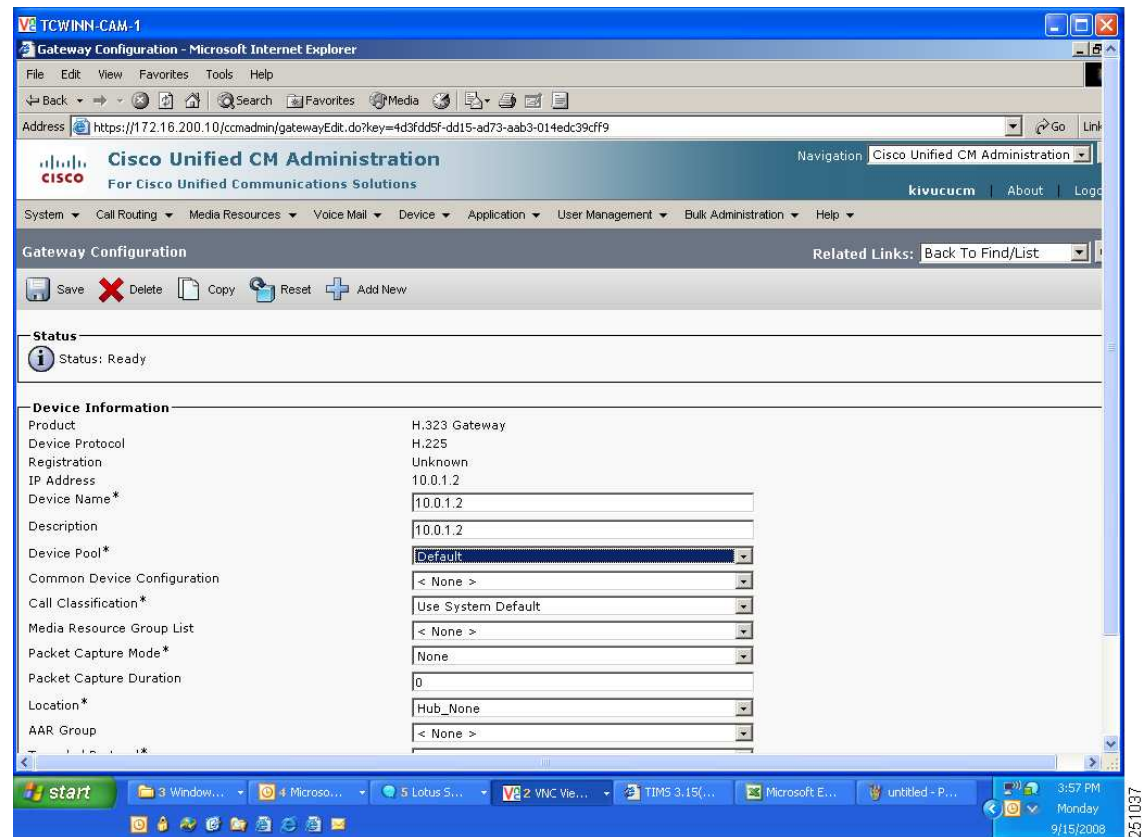 TCWINN-CAM-1
Gateway Configuration - Microsoft Internet Explorer
File Edit View Favorites Tools Help
Back Search Favorites Media
Address https://172.16.200.10/ccmadmin/gatewayEdit.do?key=4d3fdd5f-dd15-ad73-aab3-014edc39cff9 Go Link
CISCO Cisco Unified CM Administration Navigation Cisco Unified CM Administration
For Cisco Unified Communications Solutions
kivucucm | About | Logo
System Call Routing Media Resources Voice Mail Device Application User Management Bulk Administration Help
Gateway Configuration Related Links: Back To Find/List
Save Delete Copy Reset Add New
Status
Status: Ready
Device Information
Product H.323 Gateway
Device Protocol H.225
Registration Unknown
IP Address 10.0.1.2
Device Name* 10.0.1.2
Description 10.0.1.2
Device Pool* Default
Common Device Configuration < None >
Call Classification* Use System Default
Media Resource Group List < None >
Packet Capture Mode* None
Packet Capture Duration 0
Location* Hub_None
AAR Group < None >
start 3 Window... 4 Microso... 5 Lotus S... 2 VNC Vie... TIMS 3.15(... Microsoft E... untitled - P... 3:57 PM
Monday
9/15/2008
251037